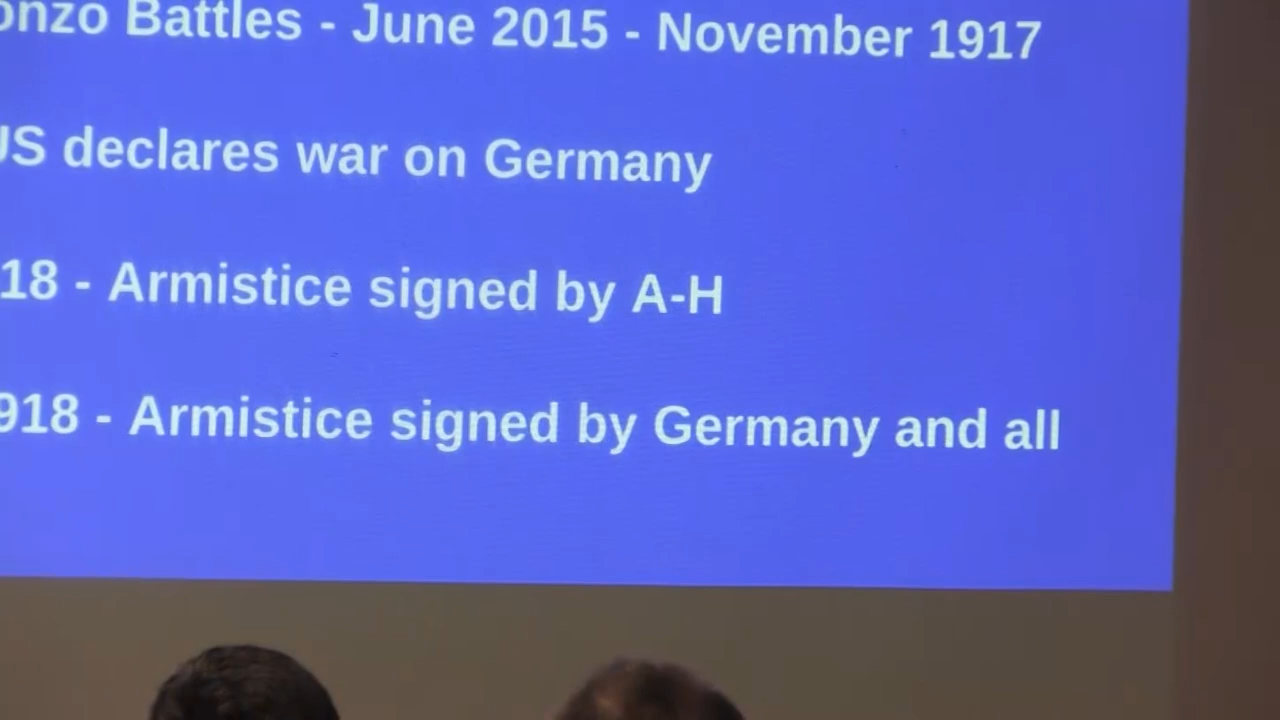 onzo Battles - June 2015 - November 1917
US declares war on Germany
18 - Armistice signed by A-H
918 - Armistice signed by Germany and all